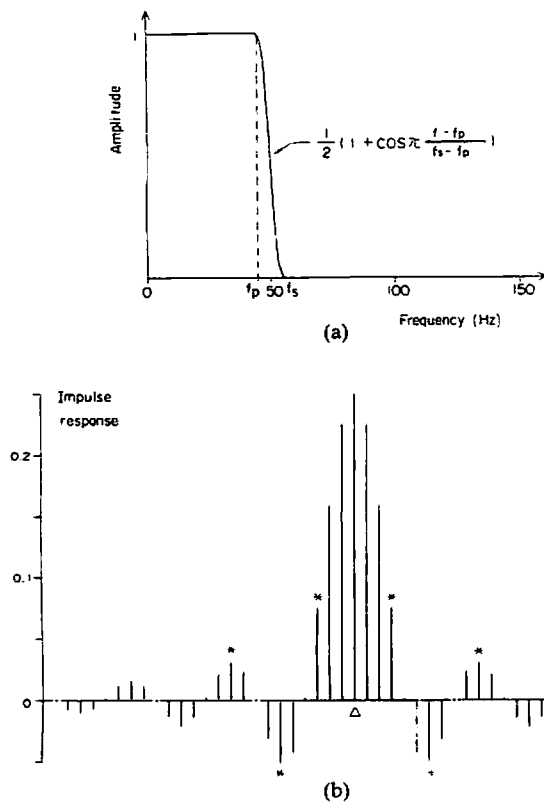 1
Amplitude
1/2 { 1 + COS π f - fp / fs - fp }
0 fp 50 fs 100 150
Frequency (Hz)
(a)
Impulse
response
0.2
0.1
0
* * * * * *
Δ
(b)